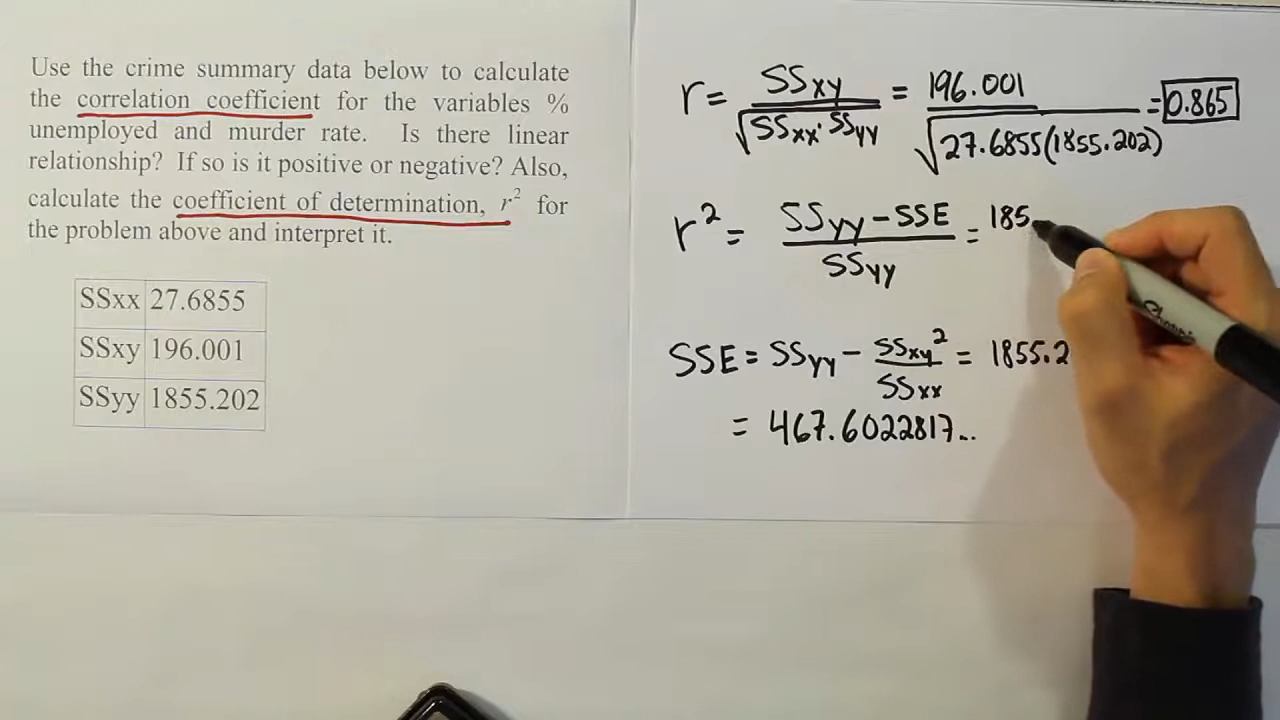 Use the crime summary data below to calculate
the correlation coefficient for the variables %
unemployed and murder rate. Is there linear
relationship? If so is it positive or negative? Also,
calculate the coefficient of determination, r² for
the problem above and interpret it.
SSxx 27.6855
SSxy 196.001
SSyy 1855.202
r = SSxy / √SSxx·SSyy = 196.001 / √27.6855(1855.202) = 0.865
r² = SSyy - SSE / SSyy = 185
SSE = SSyy - SSxy² / SSxx = 1855.2
= 467.6022817...